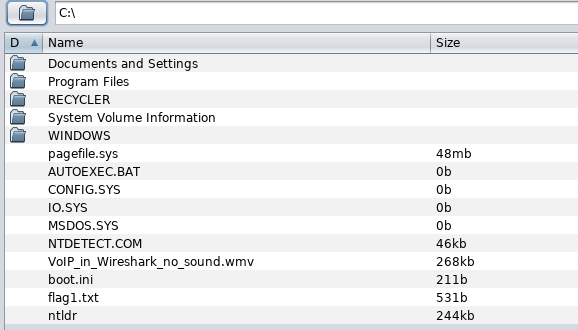 C:\
D Name Size
Documents and Settings
Program Files
RECYCLER
System Volume Information
WINDOWS
pagefile.sys 48mb
AUTOEXEC.BAT 0b
CONFIG.SYS 0b
IO.SYS 0b
MSDOS.SYS 0b
NTDETECT.COM 46kb
VoIP_in_Wireshark_no_sound.wmv 268kb
boot.ini 211b
flag1.txt 531b
ntldr 244kb